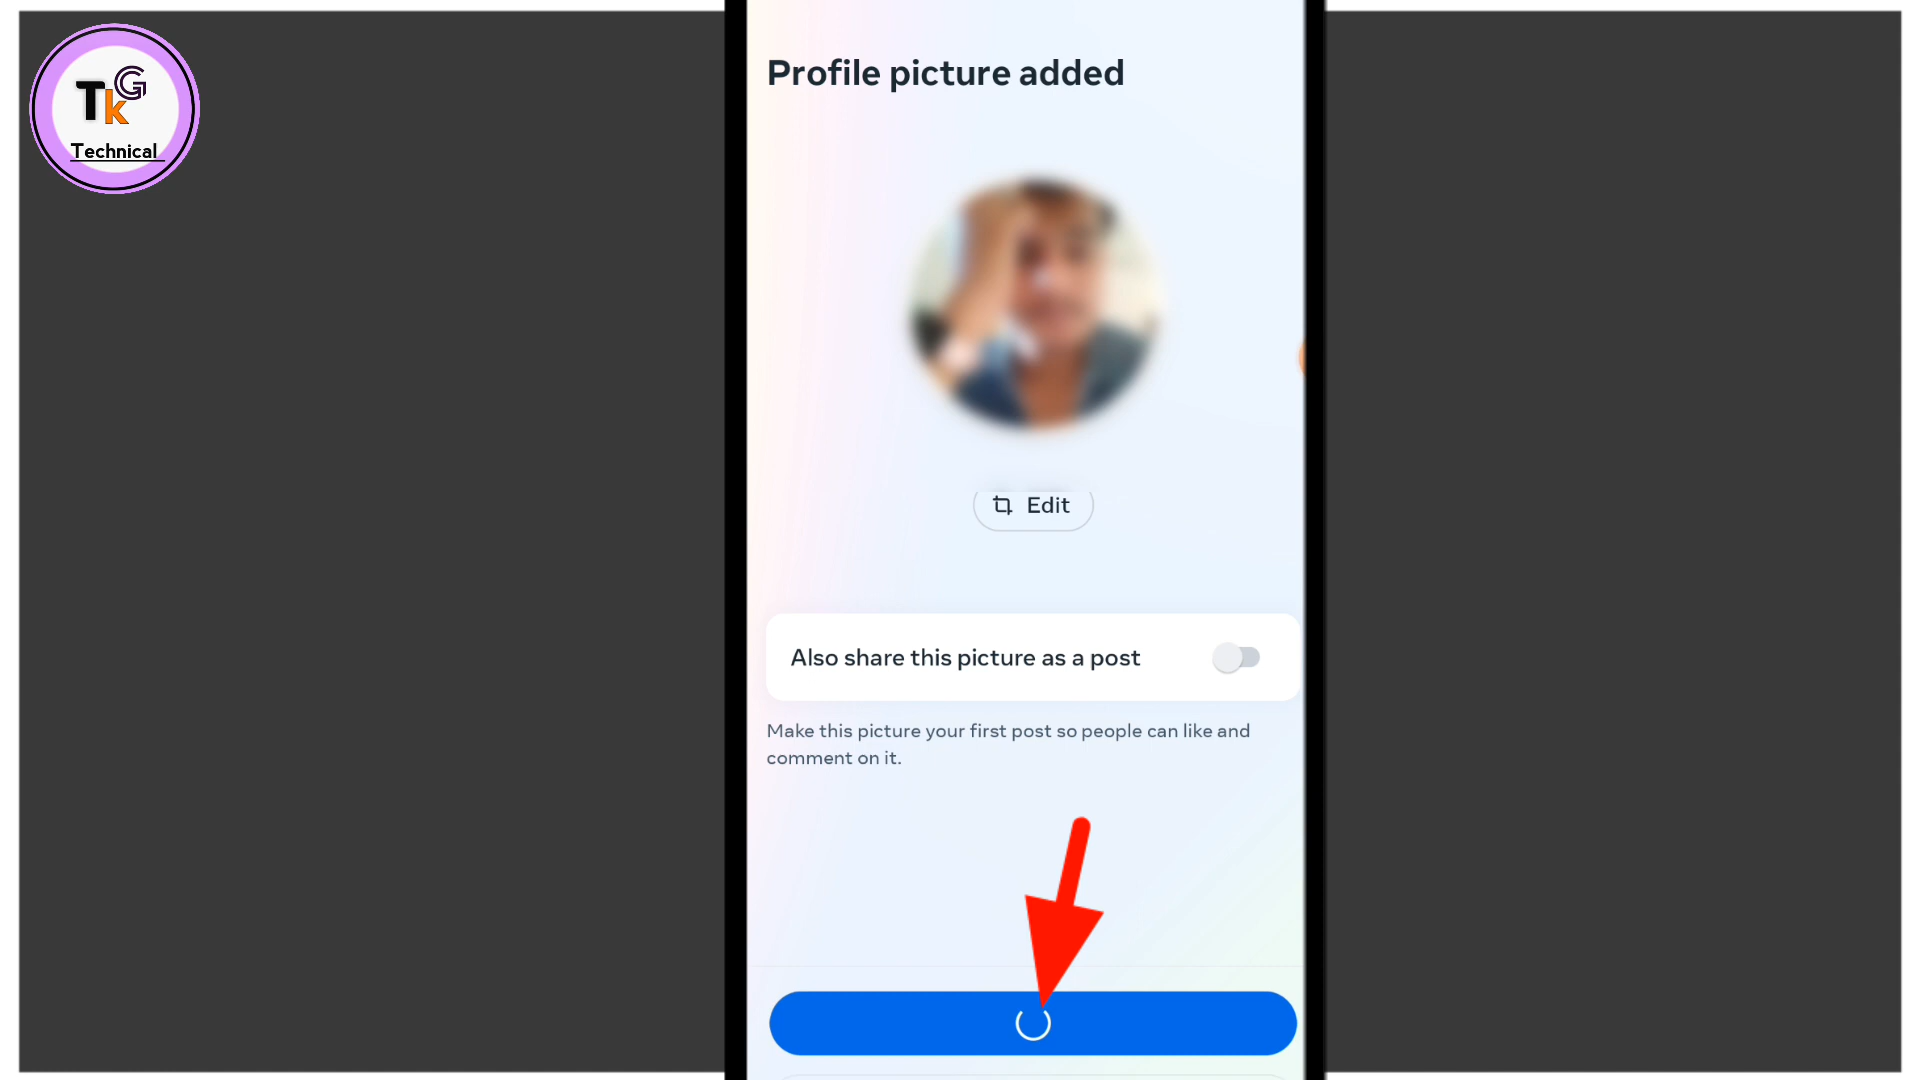 TkG
Technical
Profile picture added
Edit
Also share this picture as a post
Make this picture your first post so people can like and
comment on it.